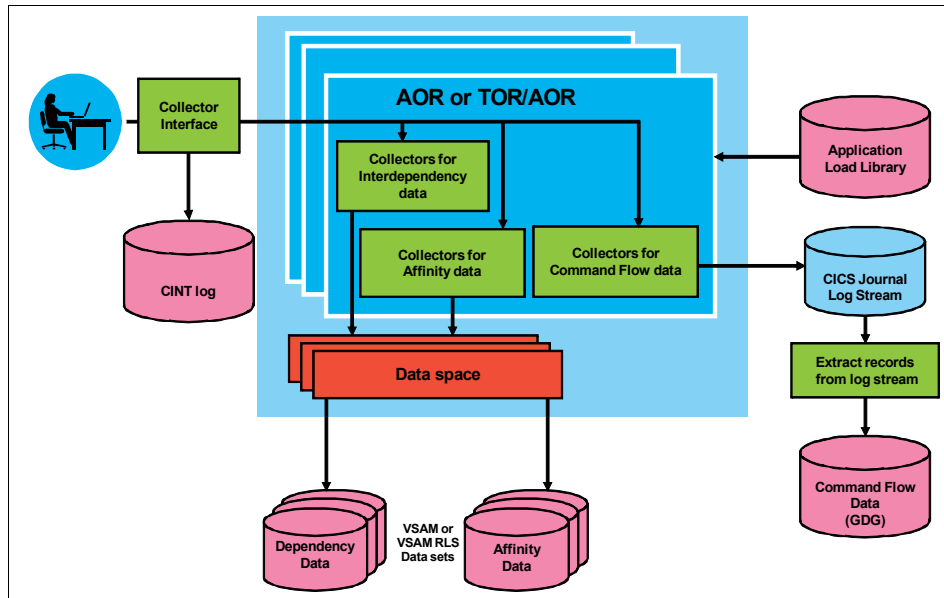 AOR or TOR/AOR
Collector
Interface
Collectors for
Interdependency
data
Application
Load Library
Collectors for
Affinity data
Collectors for
Command Flow data
CINT log
CICS Journal
Log Stream
Data space
Extract records
from log stream
Command Flow
Data
(GDG)
Dependency
Data
VSAM or
VSAM RLS
Data sets
Affinity
Data